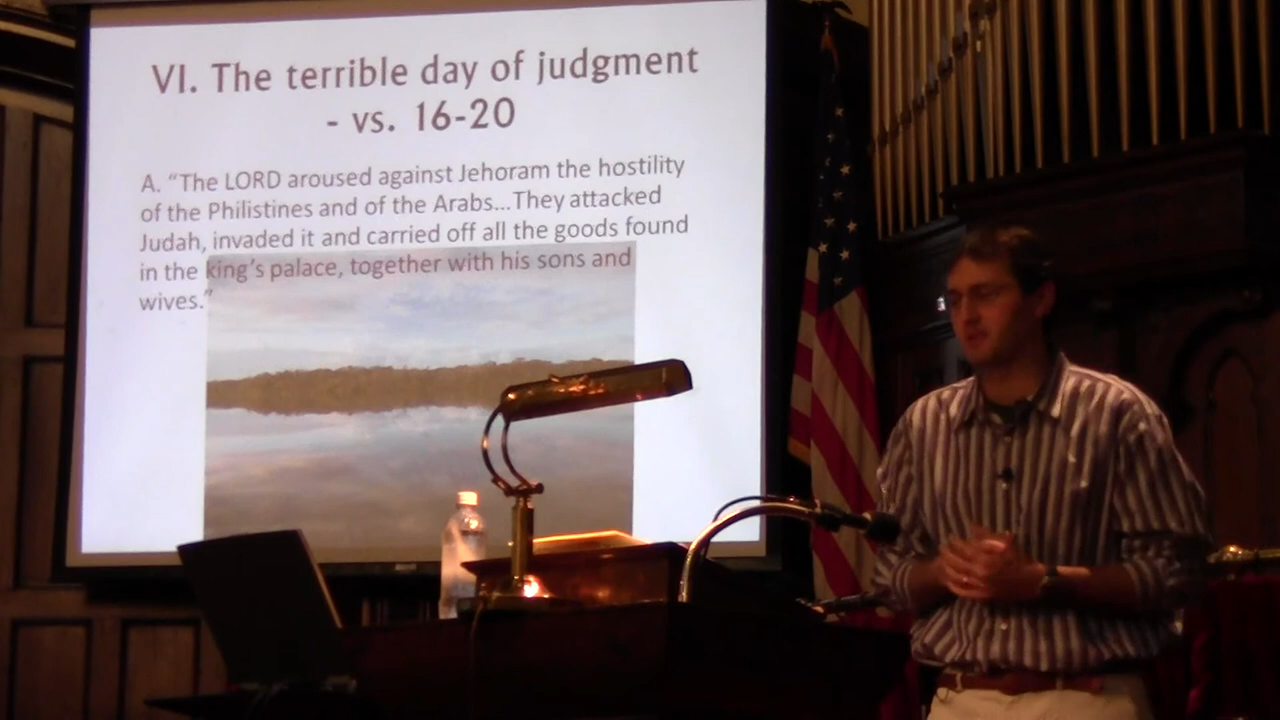 VI. The terrible day of judgment
- vs. 16-20
A. “The LORD aroused against Jehoram the hostility
of the Philistines and of the Arabs...They attacked
Judah, invaded it and carried off all the goods found
in the king’s palace, together with his sons and
wives.”